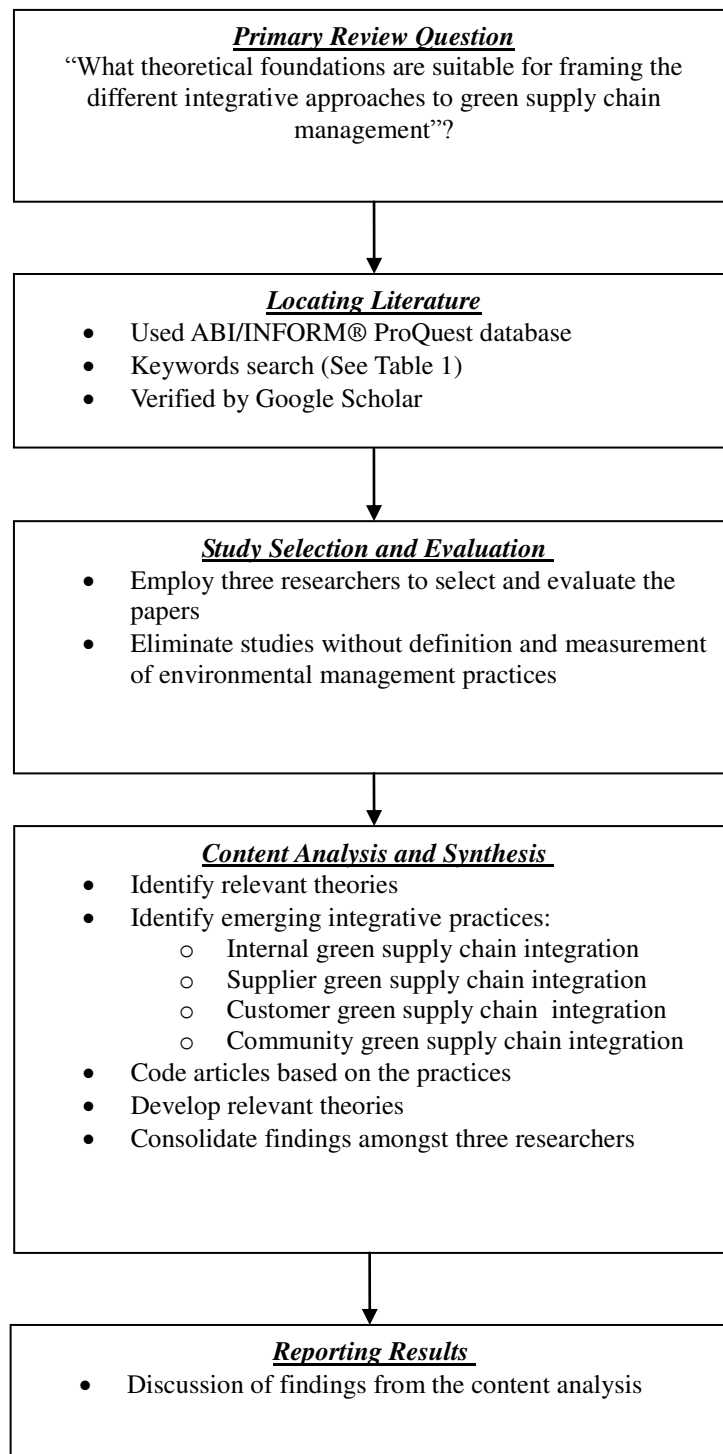 Primary Review Question
“What theoretical foundations are suitable for framing the
different integrative approaches to green supply chain
management”?
Locating Literature
• Used ABI/INFORM® ProQuest database
• Keywords search (See Table 1)
• Verified by Google Scholar
Study Selection and Evaluation
• Employ three researchers to select and evaluate the
papers
• Eliminate studies without definition and measurement
of environmental management practices
Content Analysis and Synthesis
• Identify relevant theories
• Identify emerging integrative practices:
o Internal green supply chain integration
o Supplier green supply chain integration
o Customer green supply chain integration
o Community green supply chain integration
• Code articles based on the practices
• Develop relevant theories
• Consolidate findings amongst three researchers
Reporting Results
• Discussion of findings from the content analysis